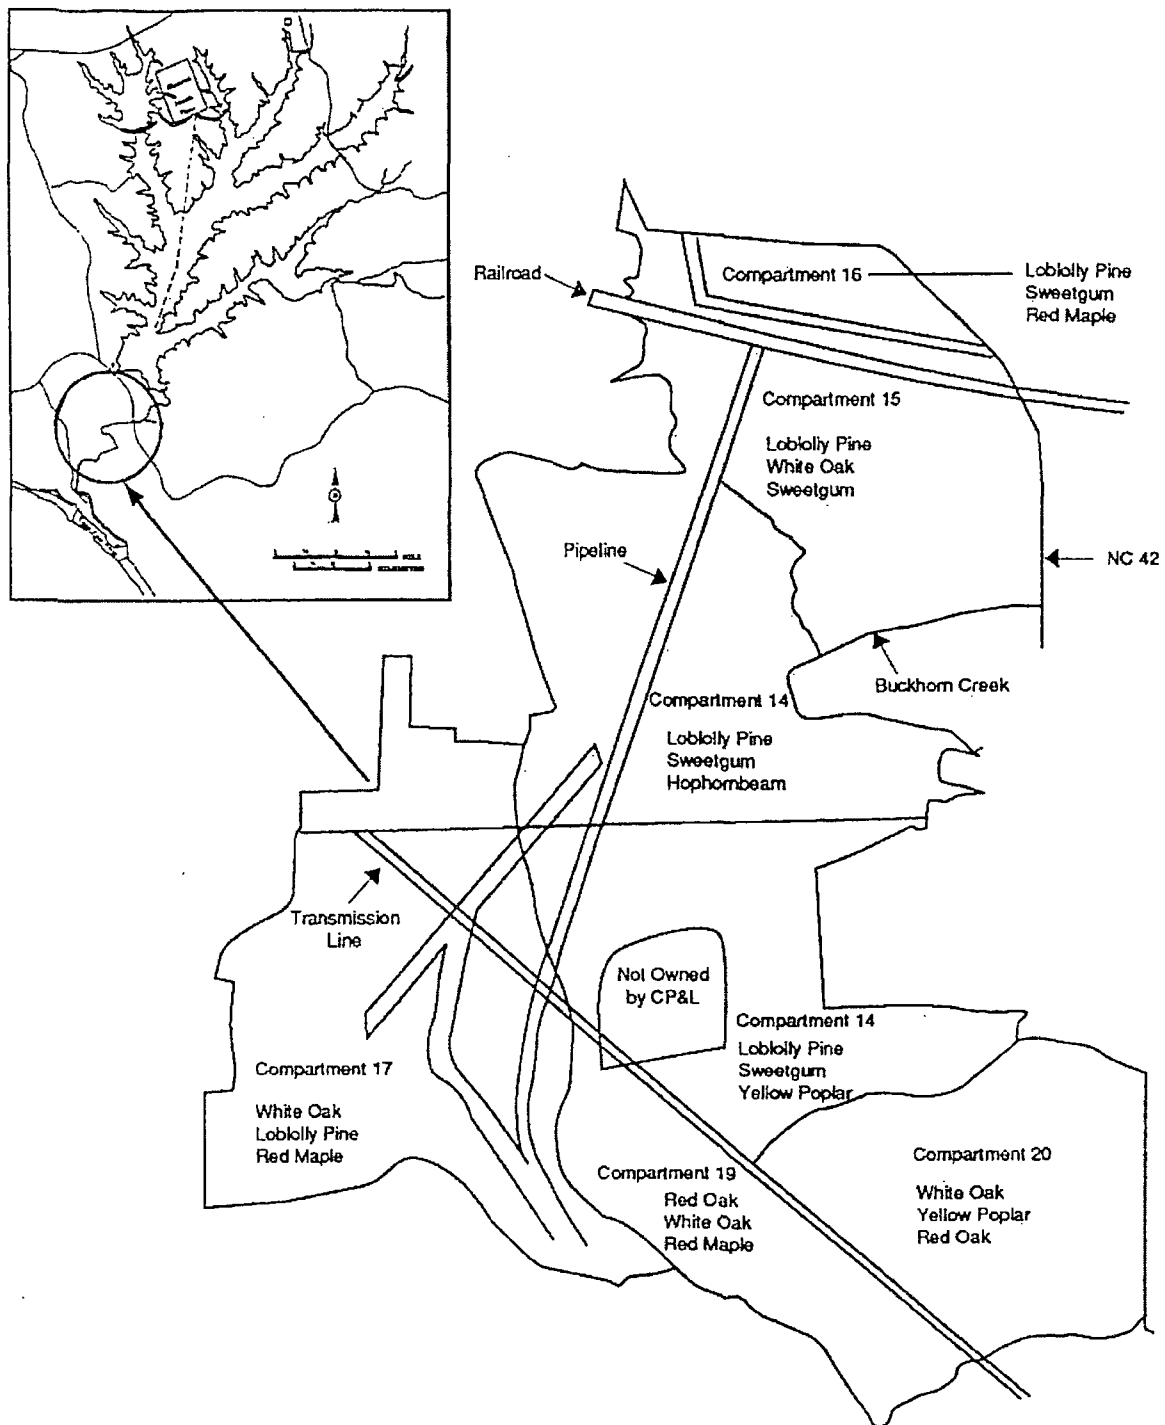 Railroad
Compartment 16
Loblolly Pine
Sweetgum
Red Maple
Compartment 15
Loblolly Pine
White Oak
Sweetgum
Pipeline
NC 42
Buckhorn Creek
Compartment 14
Loblolly Pine
Sweetgum
Hophornbeam
Transmission
Line
Not Owned
by CP&L
Compartment 14
Loblolly Pine
Sweetgum
Yellow Poplar
Compartment 17
White Oak
Loblolly Pine
Red Maple
Compartment 19
Red Oak
White Oak
Red Maple
Compartment 20
White Oak
Yellow Poplar
Red Oak